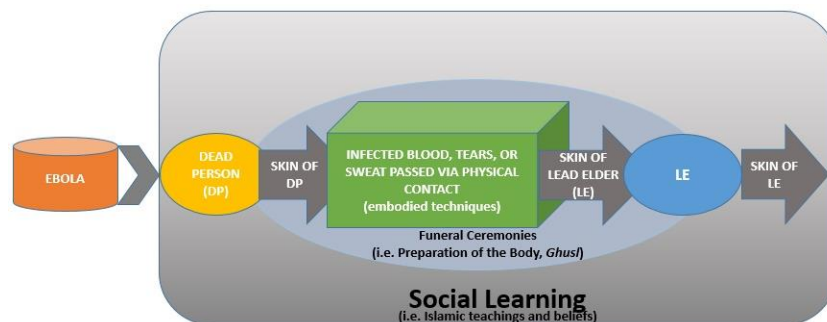 EBOLA
DEAD
PERSON
(DP)
SKIN OF
DP
INFECTED BLOOD, TEARS, OR
SWEAT PASSED VIA PHYSICAL
CONTACT
(embodied techniques)
SKIN OF
LEAD ELDER
(LE)
LE
SKIN OF
LE
Funeral Ceremonies
(i.e. Preparation of the Body, Ghusl)
Social Learning
(i.e. Islamic teachings and beliefs)